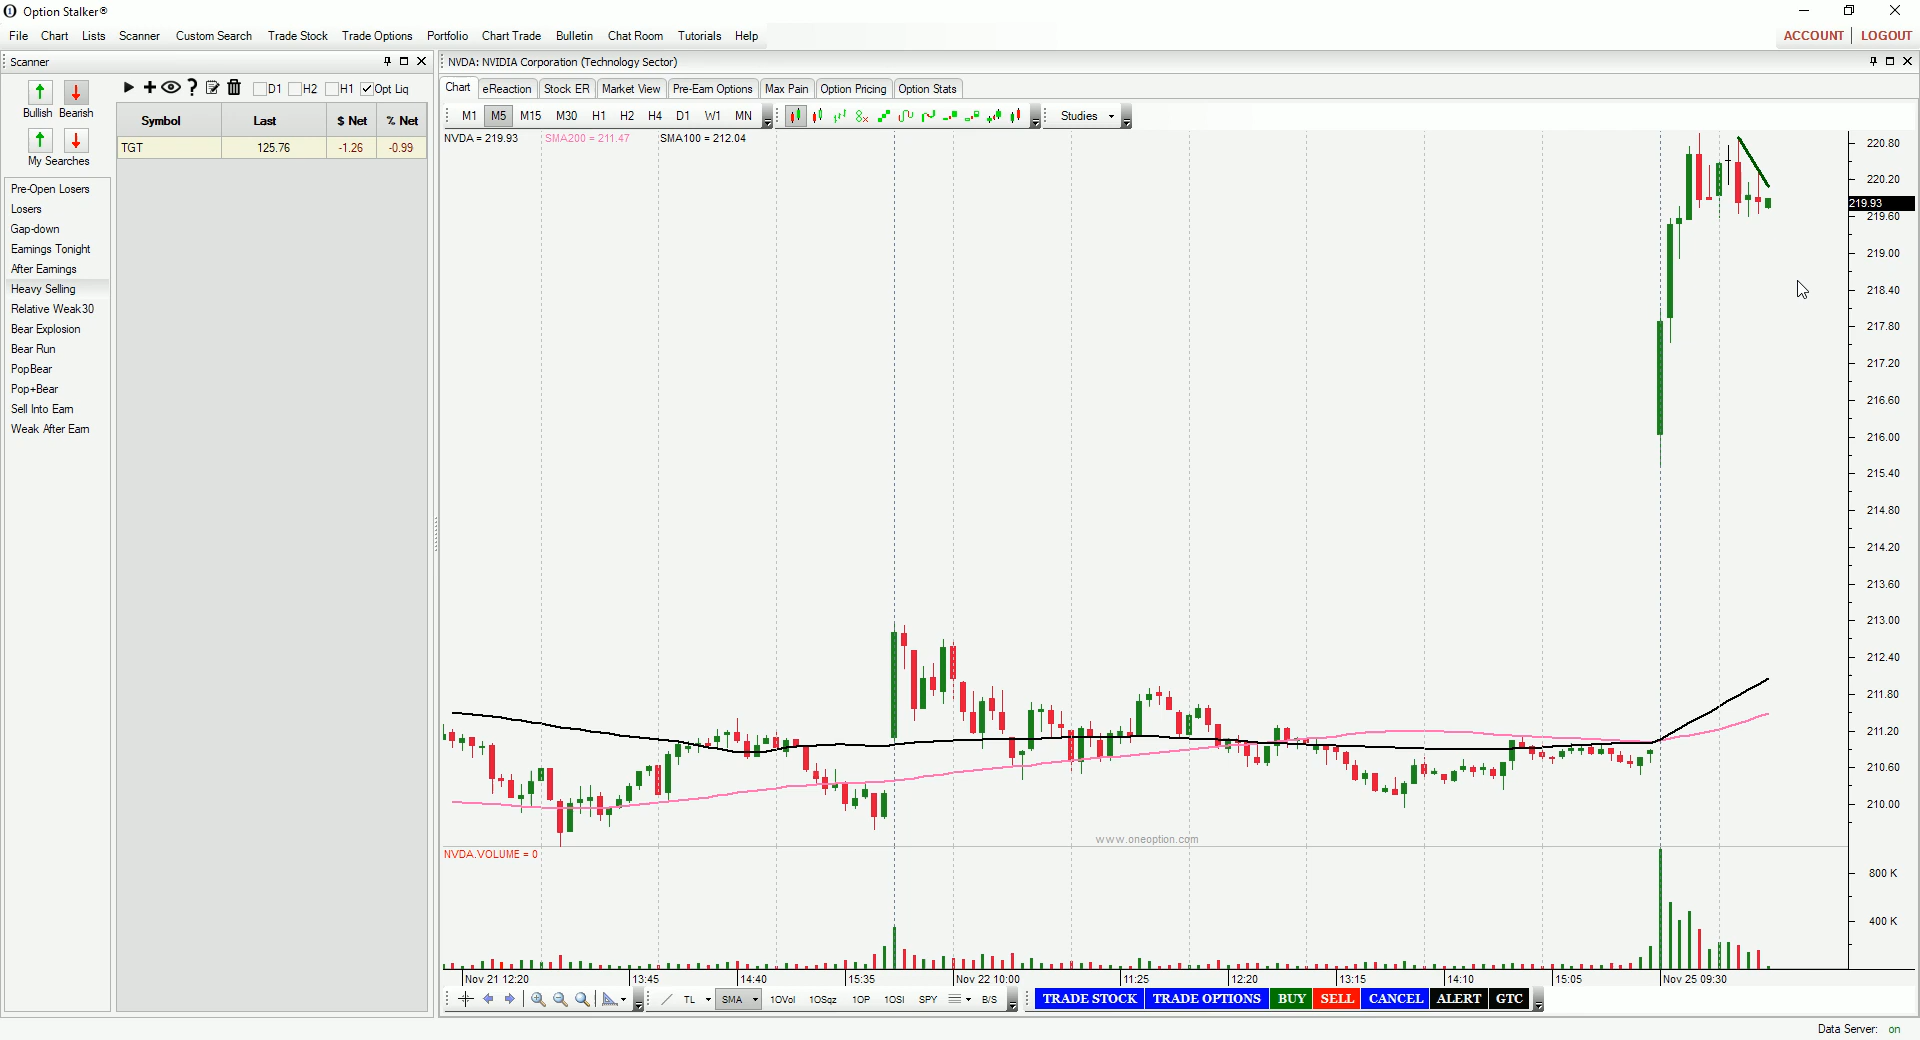 Option Stalker®
File Chart Lists Scanner Custom Search Trade Stock Trade Options Portfolio Chart Trade Bulletin Chat Room Tutorials Help
ACCOUNT LOGOUT
Scanner
Bullish Bearish
My Searches
D1 H2 H1 Opt Liq
Symbol Last $ Net % Net
TGT 125.76 -1.26 -0.99
Pre-Open Losers
Losers
Gap-down
Earnings Tonight
After Earnings
Heavy Selling
Relative Weak30
Bear Explosion
Bear Run
PopBear
Pop+Bear
Sell Into Earn
Weak After Earn
NVDA: NVIDIA Corporation (Technology Sector)
Chart eReaction Stock ER Market View Pre-Earn Options Max Pain Option Pricing Option Stats
M1 M5 M15 M30 H1 H2 H4 D1 W1 MN Studies
NVDA = 219.93 SMA200 = 211.47 SMA100 = 212.04
220.80
220.20
219.93
219.60
219.00
218.40
217.80
217.20
216.60
216.00
215.40
214.80
214.20
213.60
213.00
212.40
211.80
211.20
210.60
210.00
www.oneoption.com
NVDA.VOLUME = 0
800 K
400 K
Nov 21 12:20 13:45 14:40 15:35 Nov 22 10:00 11:25 12:20 13:15 14:10 15:05 Nov 25 09:30
TL SMA 1OVol 1OSqz 1OP 1OSI SPY B/S
TRADE STOCK TRADE OPTIONS BUY SELL CANCEL ALERT GTC
Data Server: on